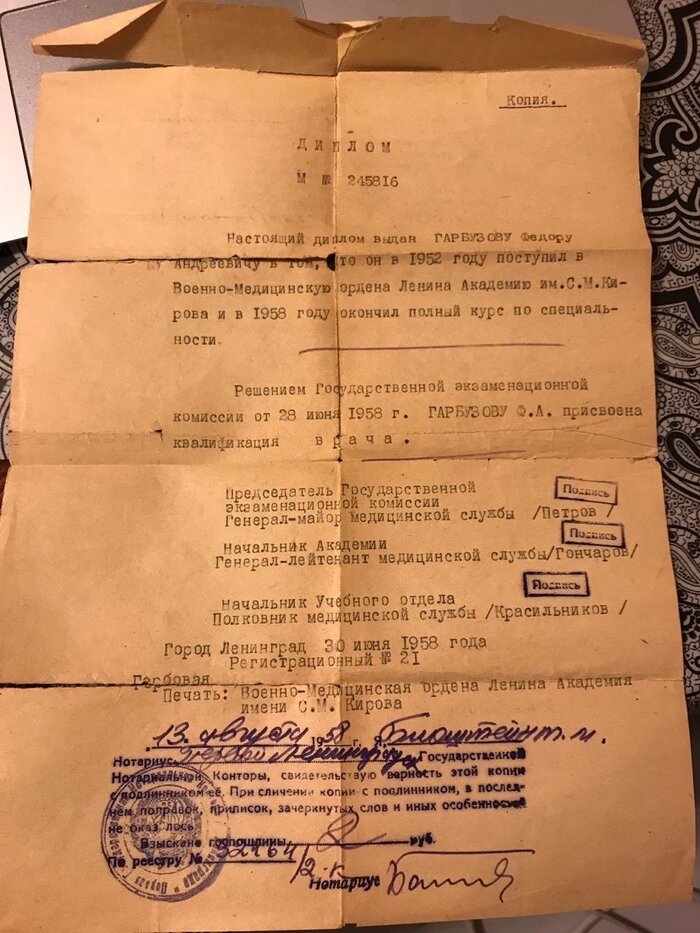 Копия.
ДИПЛОМ
М № 245816
Настоящий диплом выдан ГАРБУЗОВУ Федору
Андреевичу в том, что он в 1952 году поступил в
Военно-Медицинскую ордена Ленина Академию им.С.М.Ки-
рова и в 1958 году окончил полный курс по специаль-
ности.
Решением Государственной экзаменационной
комиссии от 28 июня 1958 г. ГАРБУЗОВУ Ф.А. присвоена
квалификация врача.
Председатель Государственной
экзаменационной комиссии
Подпись
Генерал-майор медицинской службы /Петров /
Начальник Академии
Подпись
Генерал-лейтенант медицинской службы/Гончаров/
Подпись
Начальник Учебного отдела
Полковник медицинской службы /Красильников /
Город Ленинград 30 июня 1958 года
Регистрационный № 21
Гербовая
Печать: Военно-Медицинская ордена Ленина Академия
имени С.М. Кирова
13 августа 1958 г. Я,
Нотариус Первой Ленинград Государственной
Нотариальной Конторы, свидетельствую верность этой копии
с подлинником её. При сличении копии с подлинником, в послед-
нем поправок, приписок, зачеркнутых слов и иных особенностей
не оказалось
Взыскано госпошлины 2 руб.
По реестру №
Нотариус